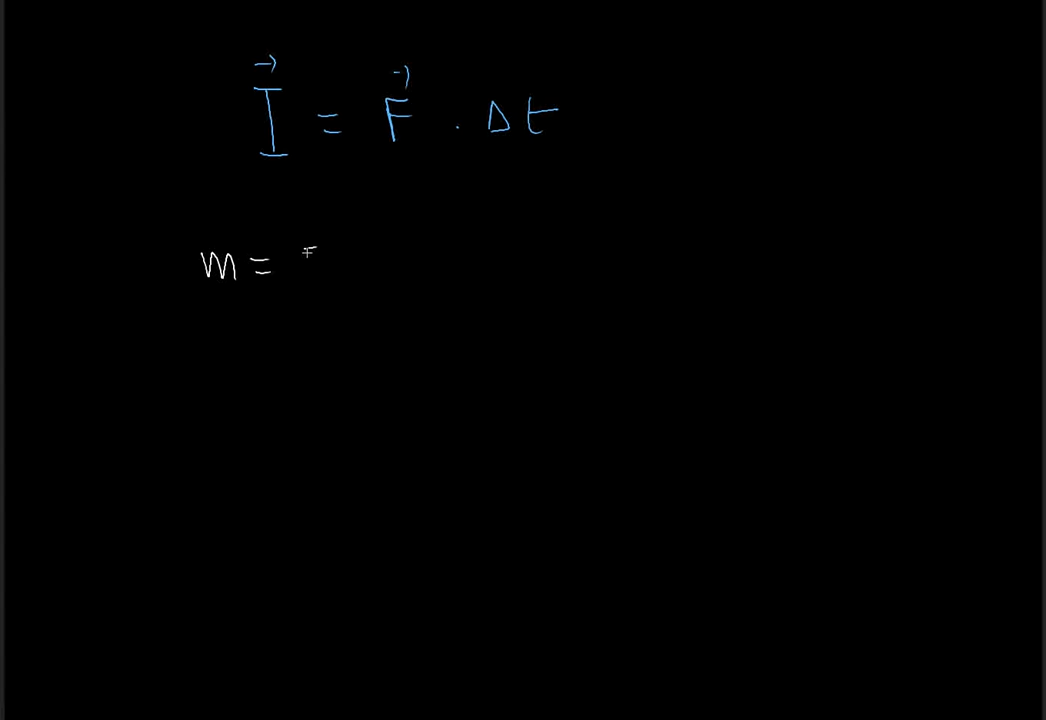 I⃗ = F⃗ . Δt
m =